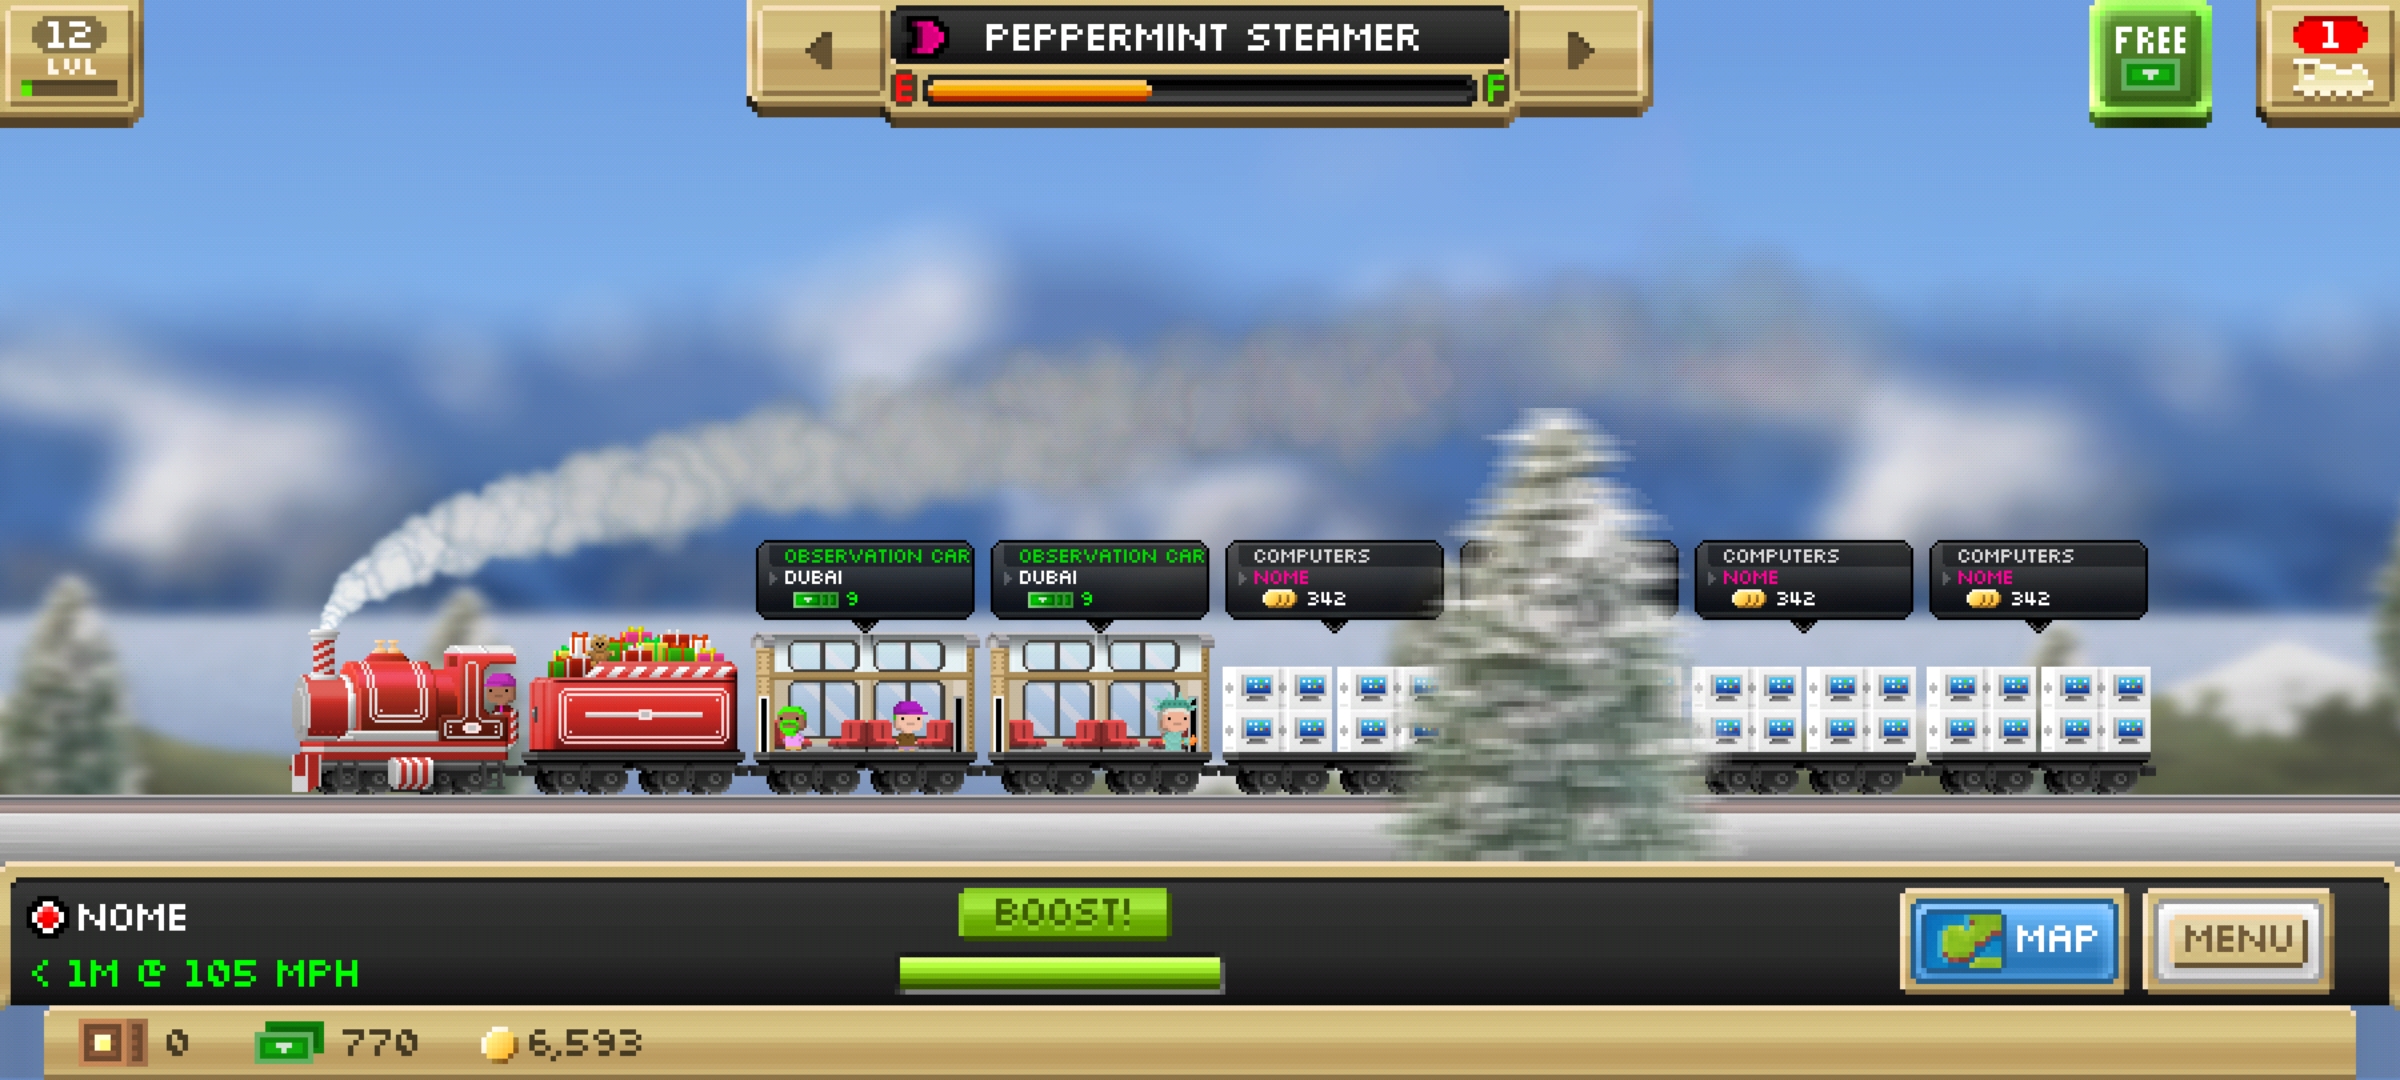 12
LVL
PEPPERMINT STEAMER
E F
FREE
1
OBSERVATION CAR
DUBAI
9
OBSERVATION CAR
DUBAI
9
COMPUTERS
NOME
342
COMPUTERS
NOME
342
COMPUTERS
NOME
342
NOME
BOOST!
< 1M @ 105 MPH
MAP
MENU
0
770
6,593